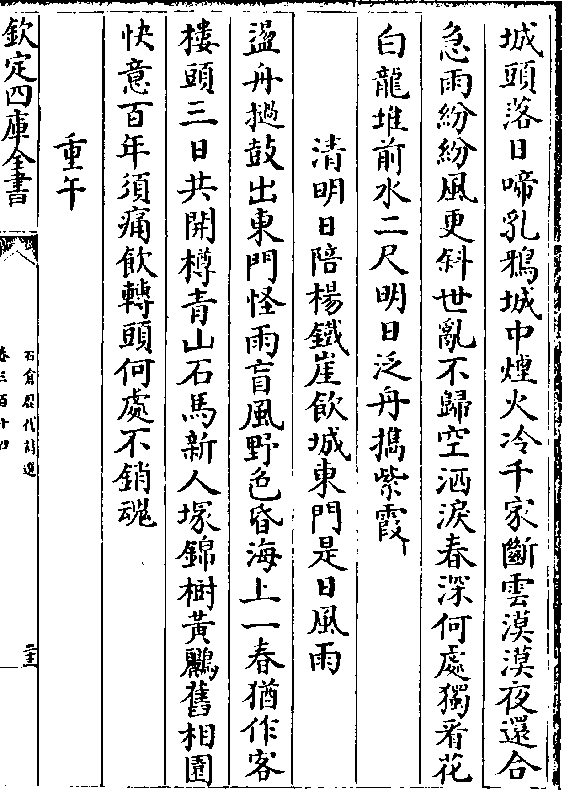 城頭落日啼乳鴉城中煙火冷千家斷雲漠漠夜還合
急雨紛紛風更斜世亂不歸空洒淚春深何處獨看花
白龍堆前水二尺明日泛舟擕紫霞
清明日陪楊鐵崖飲城東門是日風雨
盪舟撾鼓出東門怪雨盲風野色昏海上一春猶作客
樓頭三日共開樽青山石馬新人塚錦樹黃鸝舊相園
快意百年須痛飲轉頭何處不銷魂
重午
欽定四庫全書
石倉歷代詩選
卷三百十四
二十五